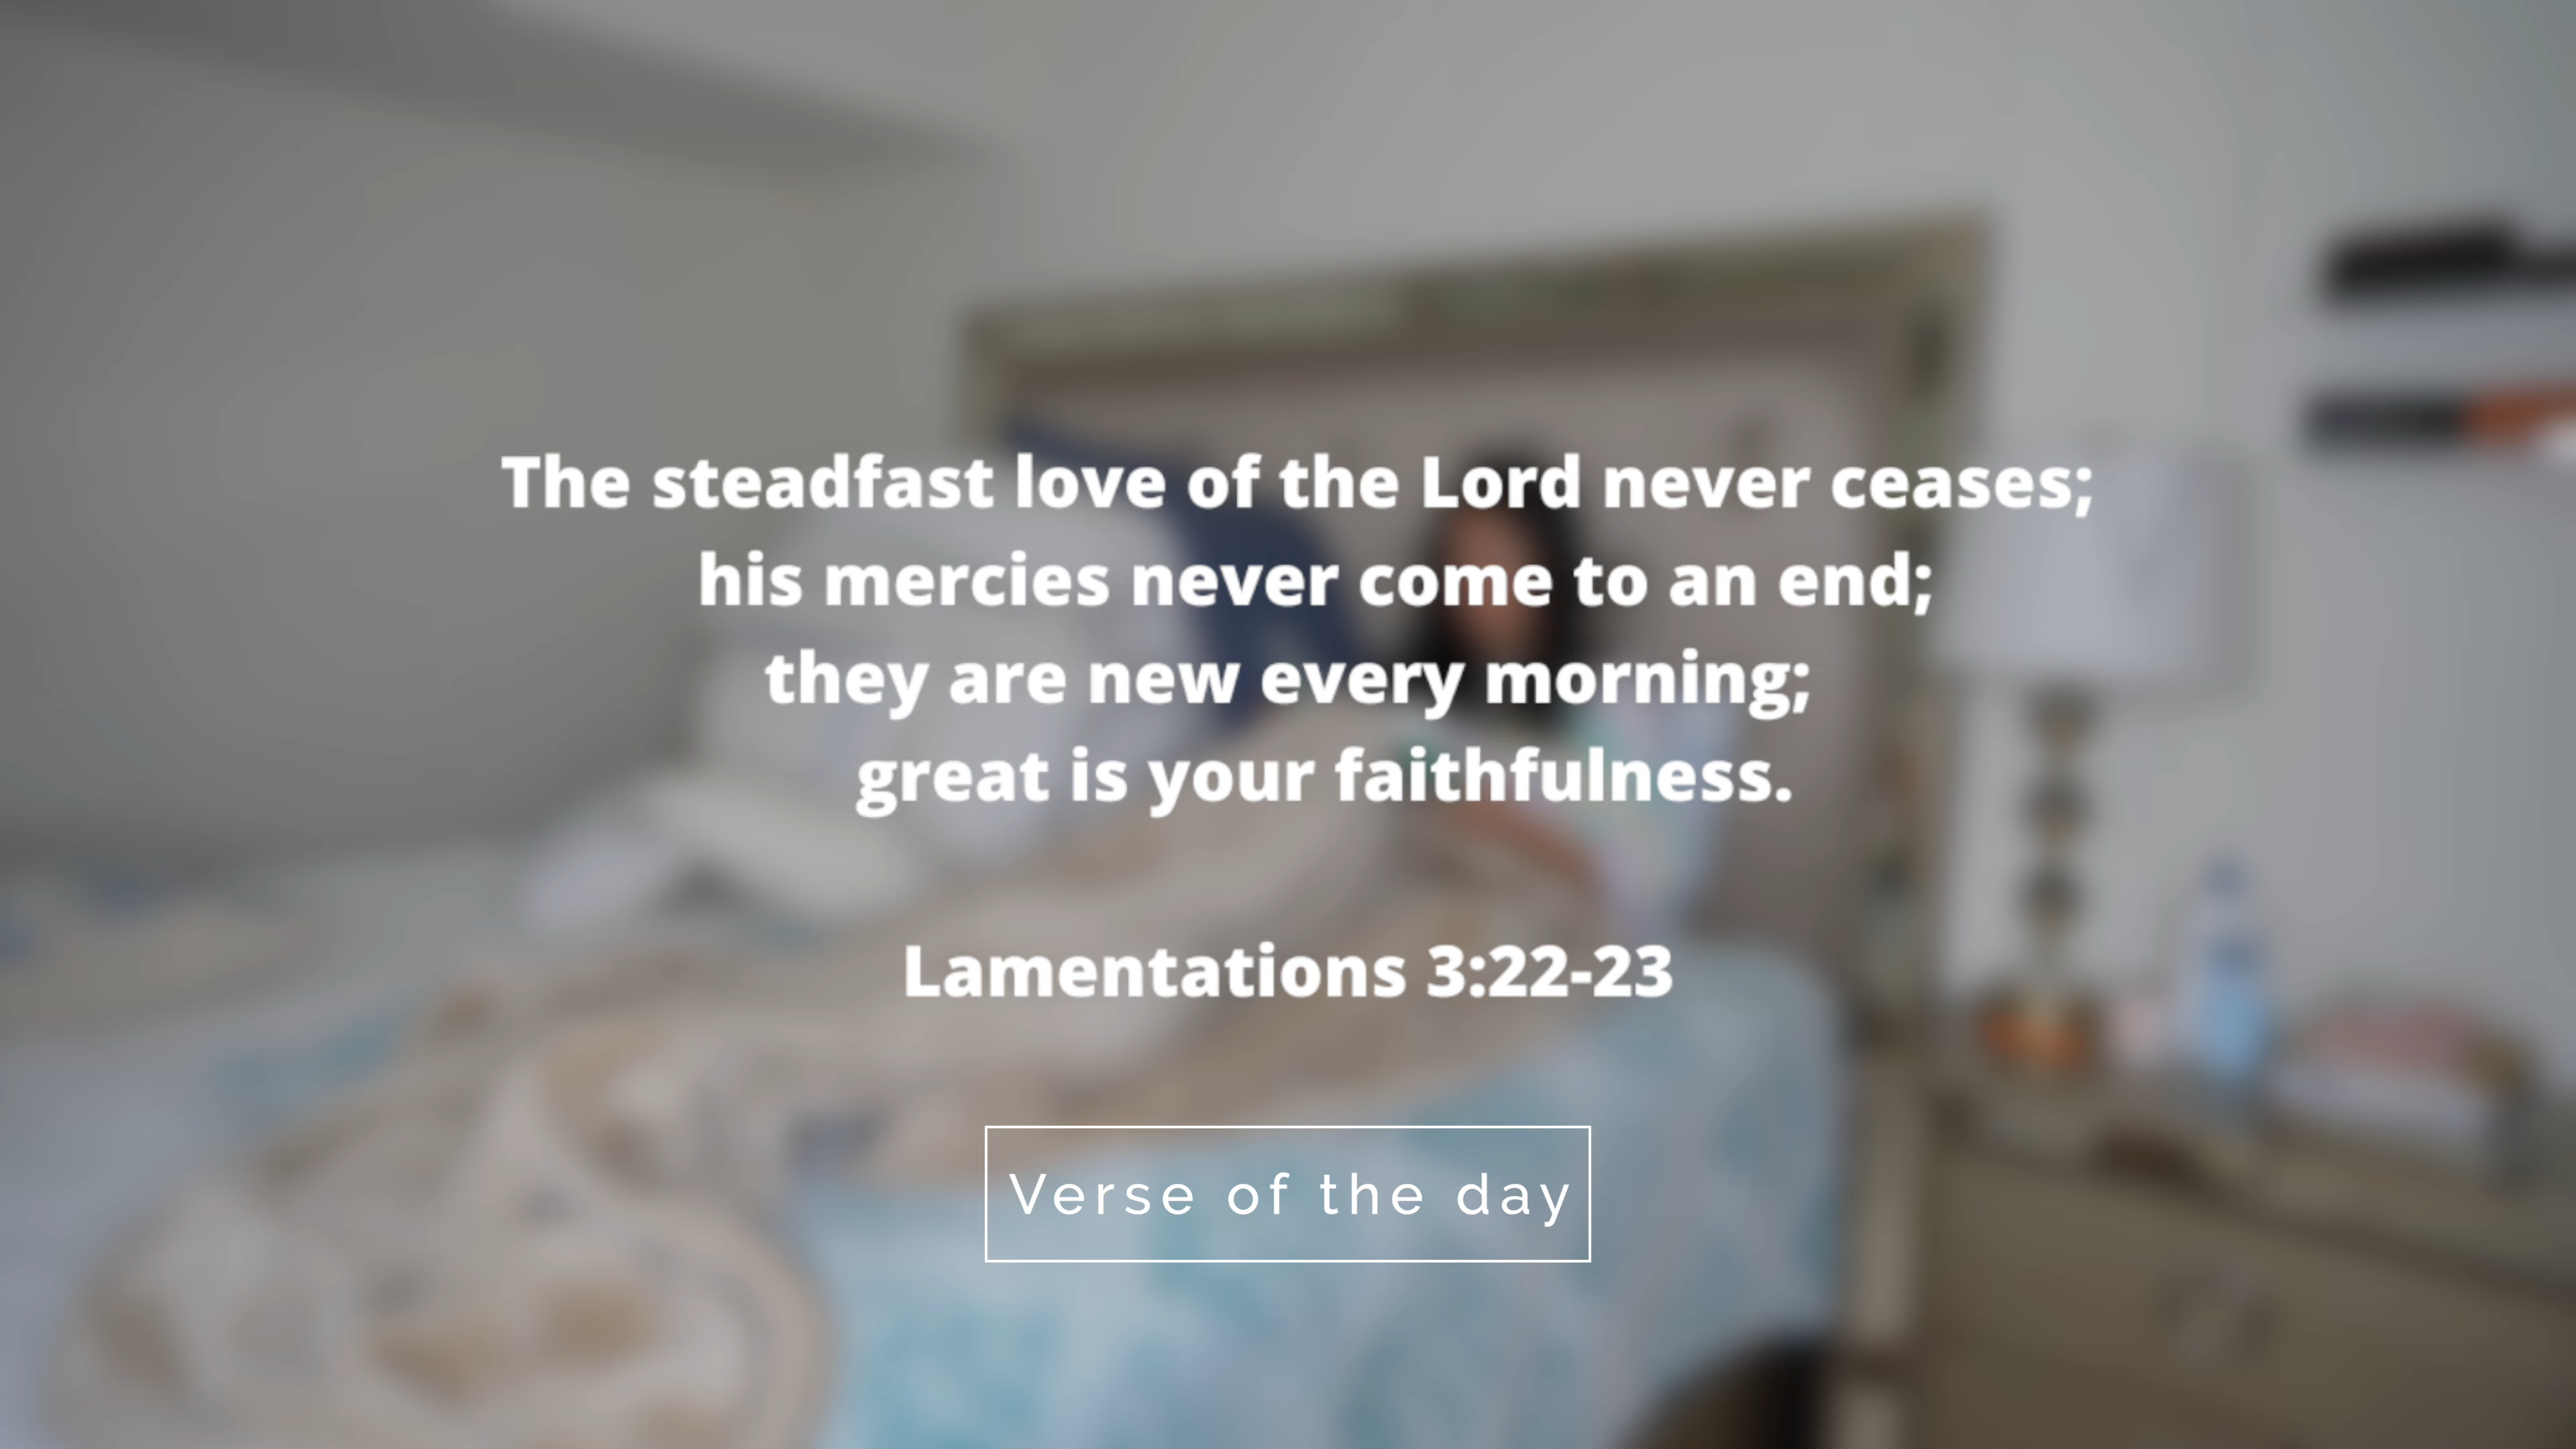 The steadfast love of the Lord never ceases;
his mercies never come to an end;
they are new every morning;
great is your faithfulness.
Lamentations 3:22-23
Verse of the day